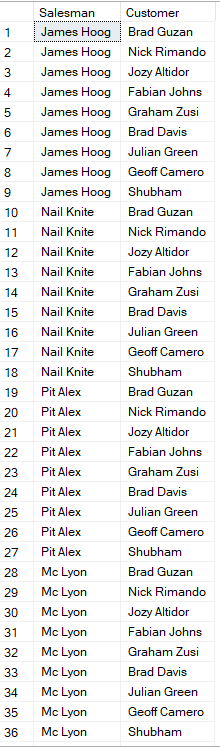 Salesman Customer
1 James Hoog Brad Guzan
2 James Hoog Nick Rimando
3 James Hoog Jozy Altidor
4 James Hoog Fabian Johns
5 James Hoog Graham Zusi
6 James Hoog Brad Davis
7 James Hoog Julian Green
8 James Hoog Geoff Camero
9 James Hoog Shubham
10 Nail Knite Brad Guzan
11 Nail Knite Nick Rimando
12 Nail Knite Jozy Altidor
13 Nail Knite Fabian Johns
14 Nail Knite Graham Zusi
15 Nail Knite Brad Davis
16 Nail Knite Julian Green
17 Nail Knite Geoff Camero
18 Nail Knite Shubham
19 Pit Alex Brad Guzan
20 Pit Alex Nick Rimando
21 Pit Alex Jozy Altidor
22 Pit Alex Fabian Johns
23 Pit Alex Graham Zusi
24 Pit Alex Brad Davis
25 Pit Alex Julian Green
26 Pit Alex Geoff Camero
27 Pit Alex Shubham
28 Mc Lyon Brad Guzan
29 Mc Lyon Nick Rimando
30 Mc Lyon Jozy Altidor
31 Mc Lyon Fabian Johns
32 Mc Lyon Graham Zusi
33 Mc Lyon Brad Davis
34 Mc Lyon Julian Green
35 Mc Lyon Geoff Camero
36 Mc Lyon Shubham